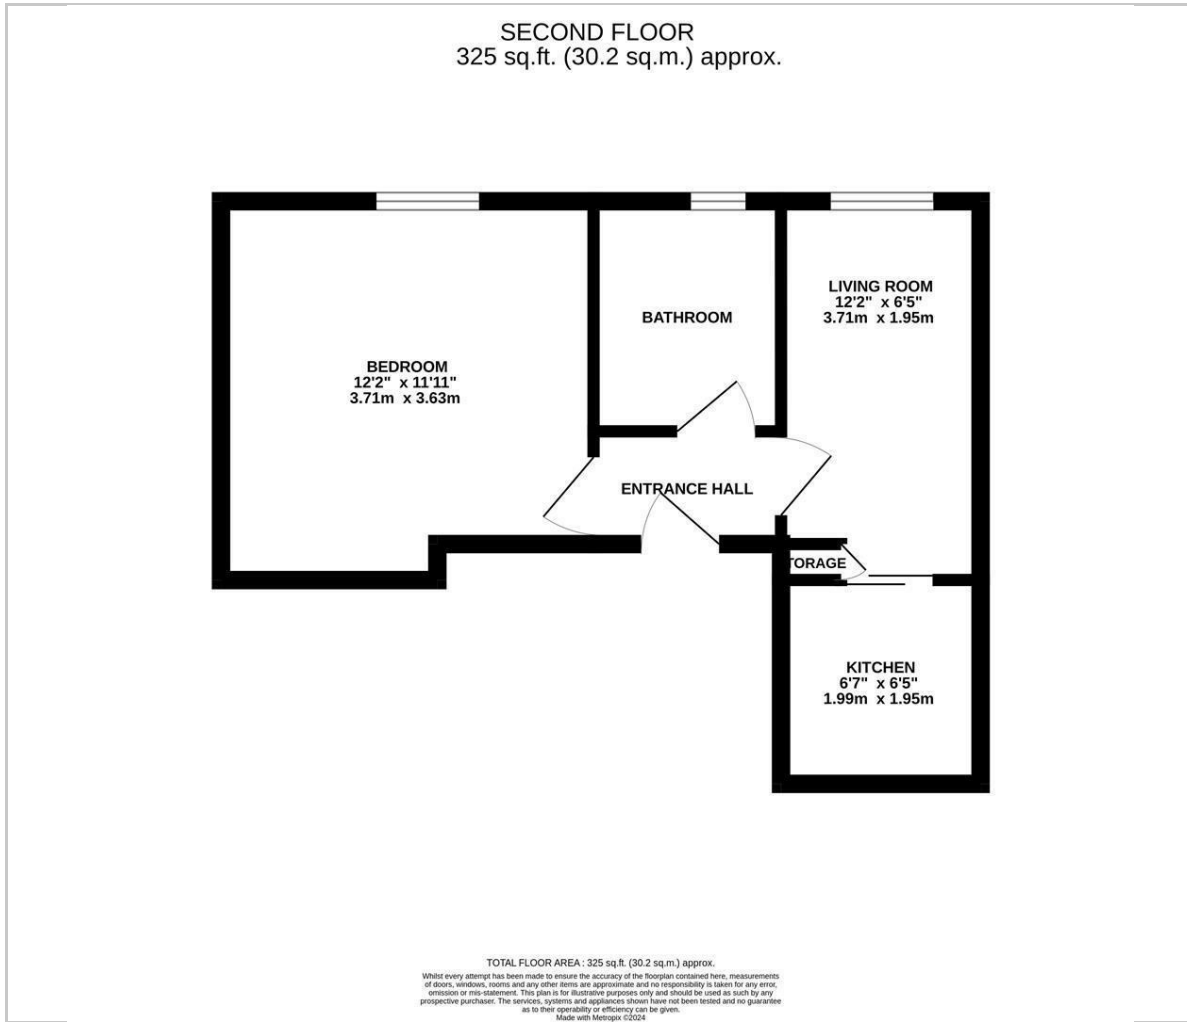 SECOND FLOOR
325 sq.ft. (30.2 sq.m.) approx.
LIVING ROOM
12'2" x 6'5"
3.71m x 1.95m
BATHROOM
BEDROOM
12'2" x 11'11"
3.71m x 3.63m
ENTRANCE HALL
TORAGE
KITCHEN
6'7" x 6'5"
1.99m x 1.95m
TOTAL FLOOR AREA : 325 sq.ft. (30.2 sq.m.) approx.
Whilst every attempt has been made to ensure the accuracy of the floorplan contained here, measurements
of doors, windows, rooms and any other items are approximate and no responsibility is taken for any error,
omission or mis-statement. This plan is for illustrative purposes only and should be used as such by any
prospective purchaser. The services, systems and appliances shown have not been tested and no guarantee
as to their operability or efficiency can be given.
Made with Metropix ©2024